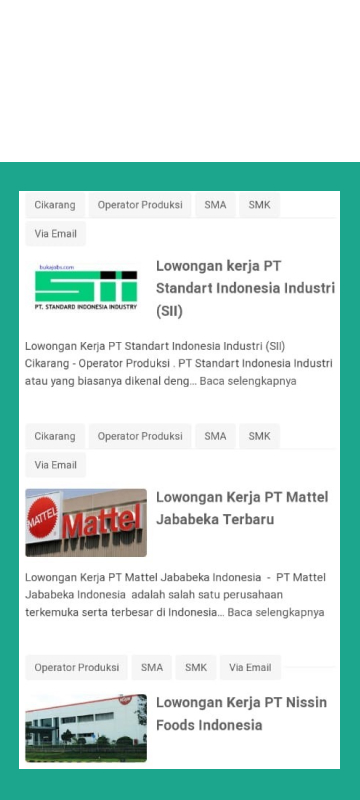 Cikarang Operator Produksi SMA SMK
Via Email
bukajobs.com
SII
PT. STANDARD INDONESIA INDUSTRY
Lowongan kerja PT
Standart Indonesia Industri
(SII)
Lowongan Kerja PT Standart Indonesia Industri (SII)
Cikarang - Operator Produksi . PT Standart Indonesia Industri
atau yang biasanya dikenal deng... Baca selengkapnya
Cikarang Operator Produksi SMA SMK
Via Email
MATTEL
Mattel
Lowongan Kerja PT Mattel
Jababeka Terbaru
Lowongan Kerja PT Mattel Jababeka Indonesia - PT Mattel
Jababeka Indonesia adalah salah satu perusahaan
terkemuka serta terbesar di Indonesia... Baca selengkapnya
Operator Produksi SMA SMK Via Email
Lowongan Kerja PT Nissin
Foods Indonesia